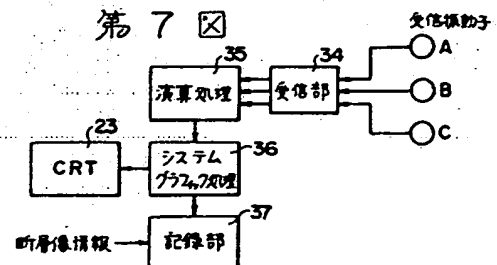 第7図
受信振動子
35
34
A
演算処理
受信部
B
23
C
CRT
36
システム
グラフィック処理
37
断層像情報
記録部